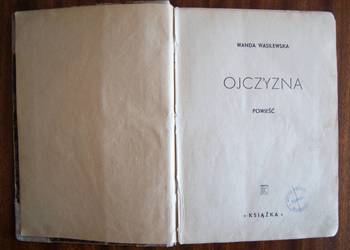 WANDA WASILEWSKA
OJCZYZNA
POWIEŚĆ
« KSIĄŻKA »